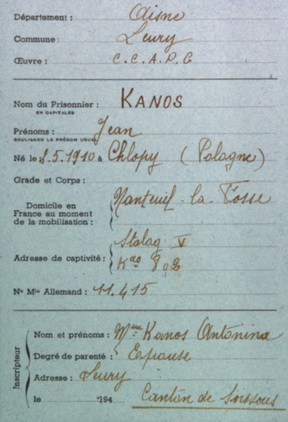 Département : Aisne
Commune : Leury
Œuvre : C.C.A.P.G
Nom du Prisonnier : KANOS
EN CAPITALES
Prénoms : Jean
SOULIGNER LE PRÉNOM USUEL
Né le 8.5.1910 à Chlopy (Pologne)
Grade et Corps :
Domicile en
France au moment
de la mobilisation : Nanteuil-la-Fosse
Stalag V
Adresse de captivité : Kdo 802
No Mle Allemand : 11.415
Inscripteur
Nom et prénoms : Mme Kanos Antonina
Degré de parenté : Epouse
Adresse : Leury
le 194 Canton de Soissons